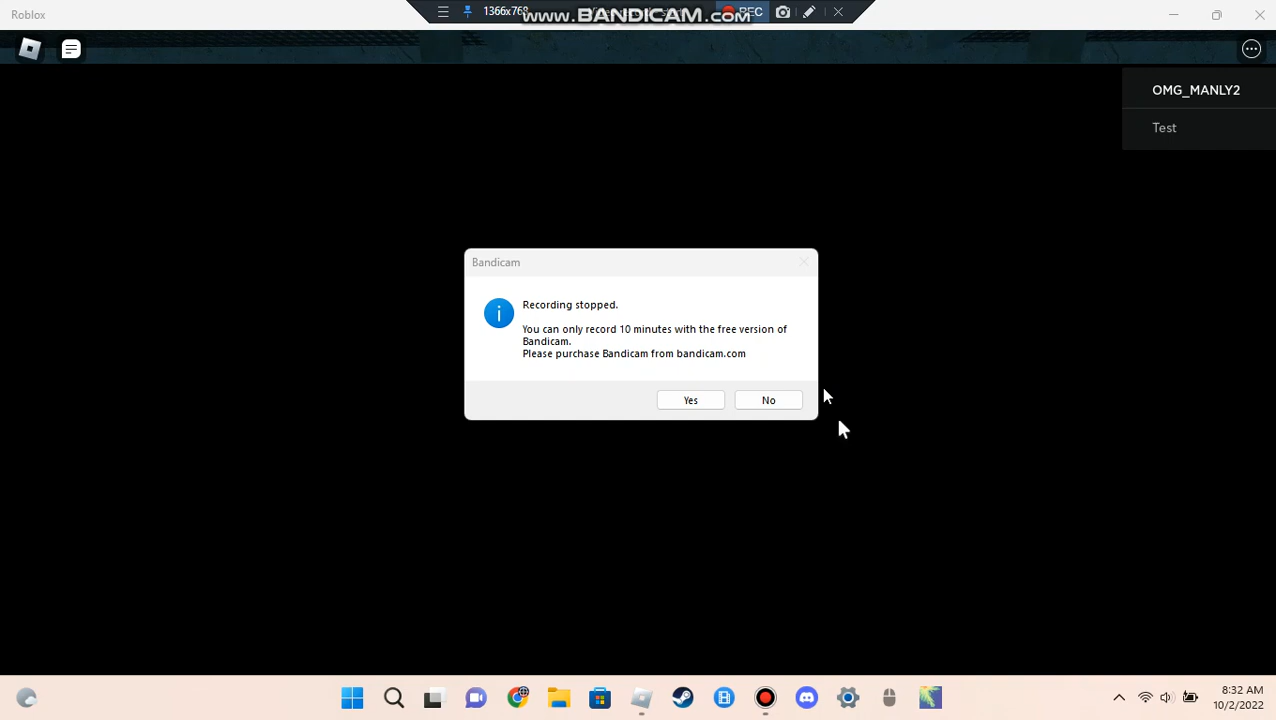 Roblox
1366x768
www.BANDICAM.com
REC
OMG_MANLY2
Test
Bandicam
Recording stopped.
You can only record 10 minutes with the free version of
Bandicam.
Please purchase Bandicam from bandicam.com
Yes
No
8:32 AM
10/2/2022